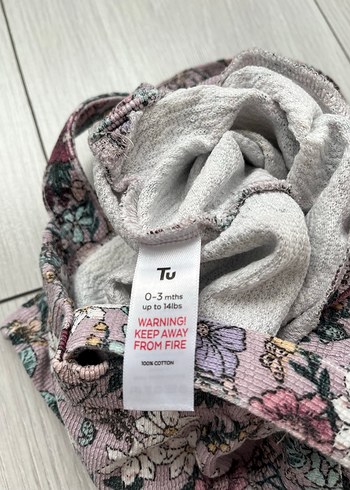 Tu
0-3 mths
up to 14lbs
WARNING!
KEEP AWAY
FROM FIRE
100% COTTON